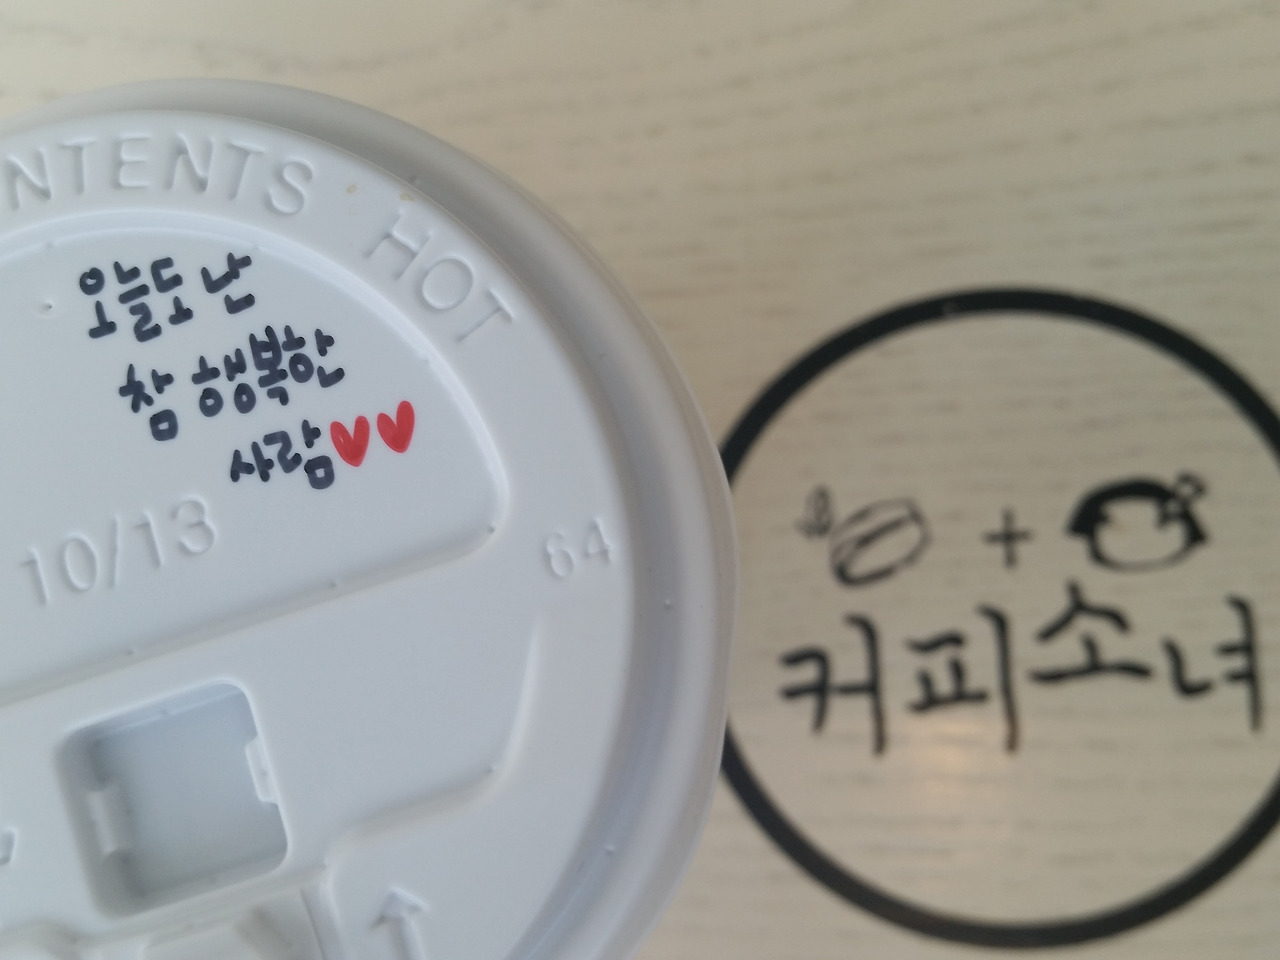 NTENTS HOT
오늘도 난
참 행복한
사람♥♥
10/13
64
+
커피소녀